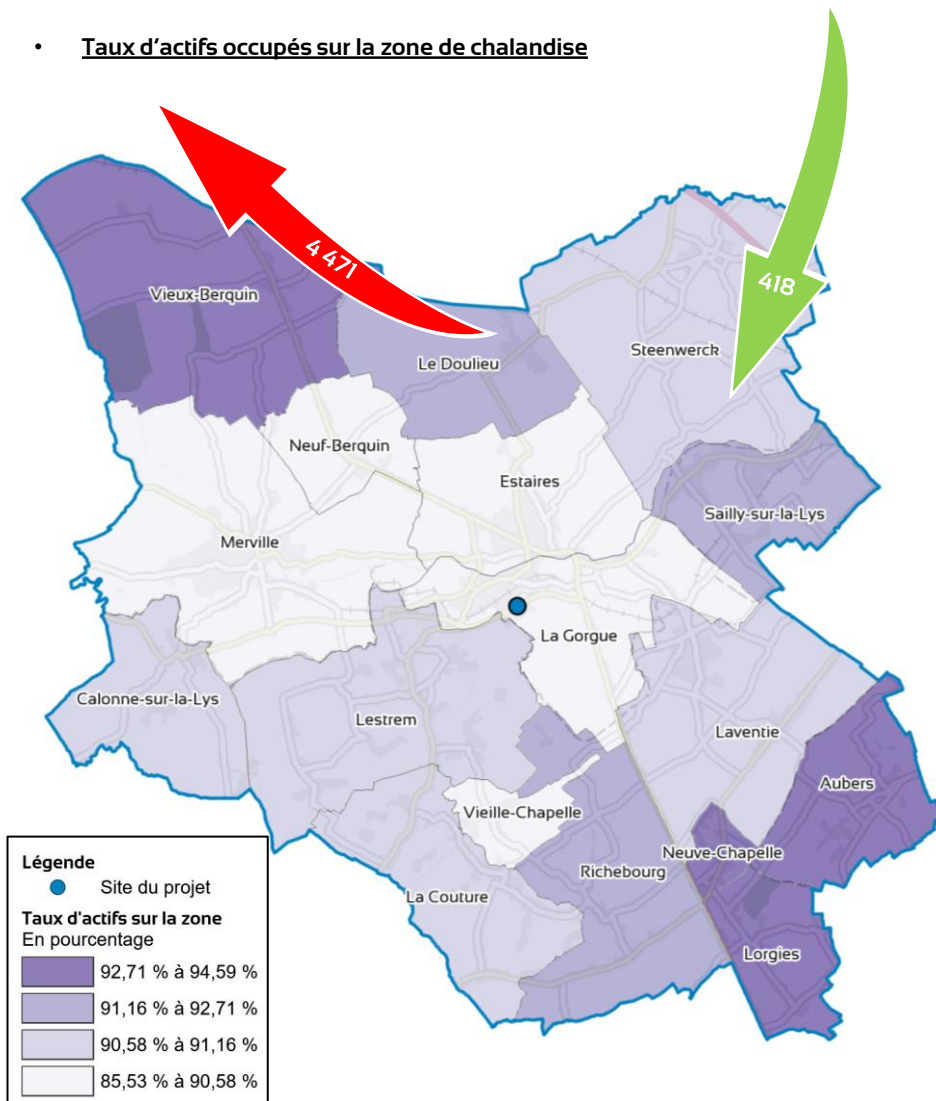 • Taux d'actifs occupés sur la zone de chalandise
4 471
418
Vieux-Berquin
Le Doulieu
Steenwerck
Neuf-Berquin
Estaires
Sailly-sur-la-Lys
Merville
La Gorgue
Calonne-sur-la-Lys
Lestrem
Laventie
Aubers
Vieille-Chapelle
Neuve-Chapelle
Richebourg
La Couture
Lorgies
Légende
Site du projet
Taux d'actifs sur la zone
En pourcentage
92,71 % à 94,59 %
91,16 % à 92,71 %
90,58 % à 91,16 %
85,53 % à 90,58 %